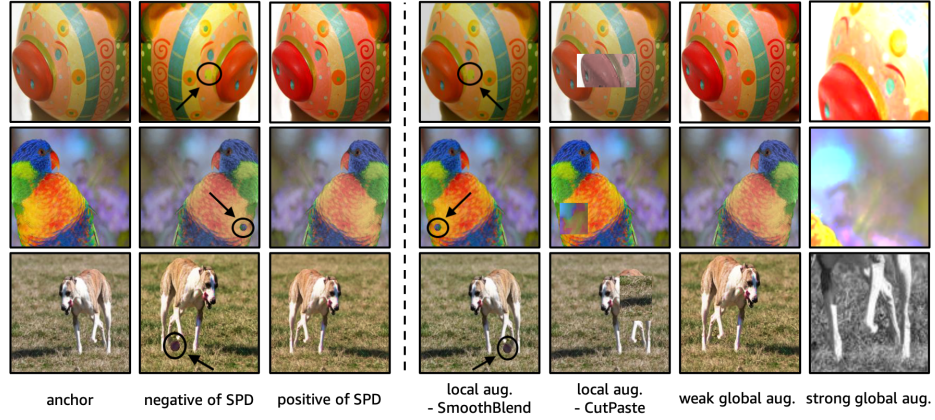 anchor
negative of SPD
positive of SPD
local aug.
- SmoothBlend
local aug.
- CutPaste
weak global aug.
strong global aug.